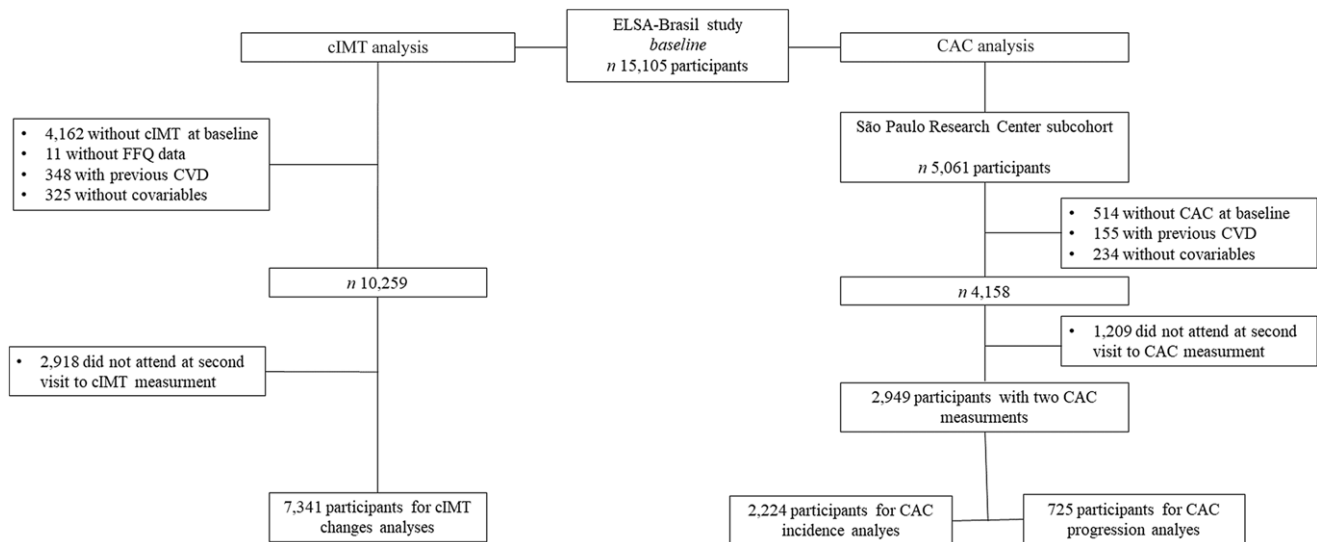 ELSA-Brasil study
baseline
n 15,105 participants
cIMT analysis
CAC analysis
• 4,162 without cIMT at baseline
• 11 without FFQ data
• 348 with previous CVD
• 325 without covariables
São Paulo Research Center subcohort
n 5,061 participants
• 514 without CAC at baseline
• 155 with previous CVD
• 234 without covariables
n 10,259
n 4,158
• 2,918 did not attend at second
visit to cIMT measurment
• 1,209 did not attend at second
visit to CAC measurment
2,949 participants with two CAC
measurments
7,341 participants for cIMT
changes analyses
2,224 participants for CAC
incidence analyes
725 participants for CAC
progression analyes